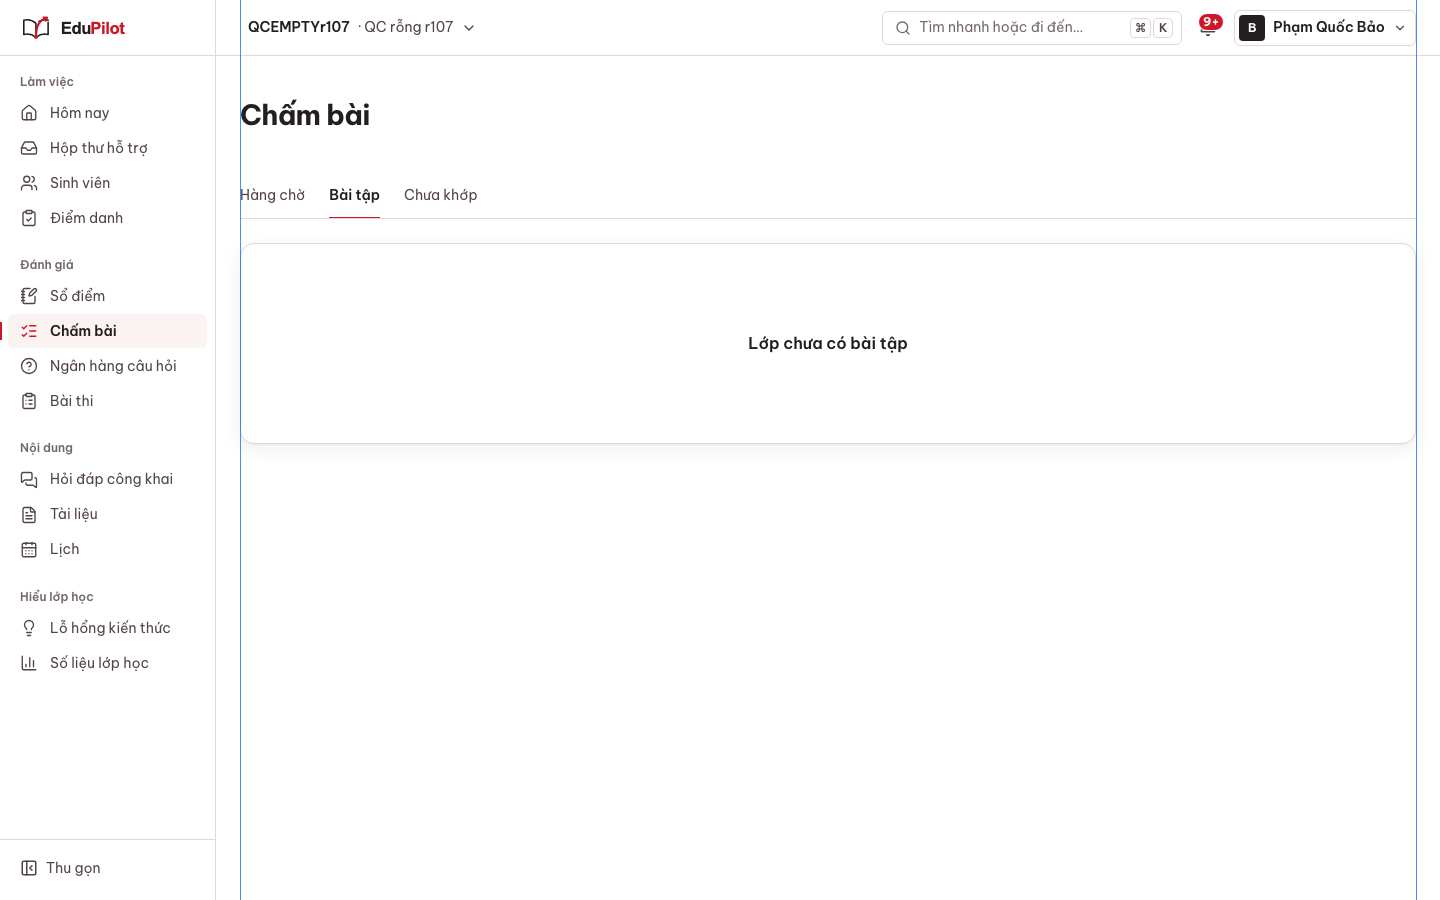 EduPilot
QCEMPTYr107 · QC rỗng r107
Tìm nhanh hoặc đi đến...
⌘ K
9+
B Phạm Quốc Bảo
Làm việc
Hôm nay
Hộp thư hỗ trợ
Sinh viên
Điểm danh
Đánh giá
Sổ điểm
Chấm bài
Ngân hàng câu hỏi
Bài thi
Nội dung
Hỏi đáp công khai
Tài liệu
Lịch
Hiểu lớp học
Lỗ hổng kiến thức
Số liệu lớp học
Thu gọn
Chấm bài
Hàng chờ Bài tập Chưa khớp
Lớp chưa có bài tập